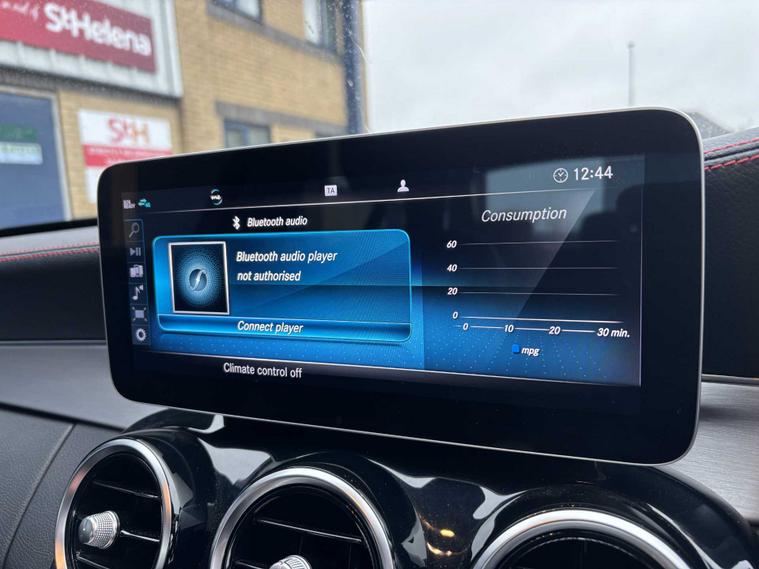 St Helena
StH
TA
12:44
Bluetooth audio
Consumption
Bluetooth audio player
not authorised
60
40
20
0
0 10 20 30 min.
Connect player
mpg
Climate control off